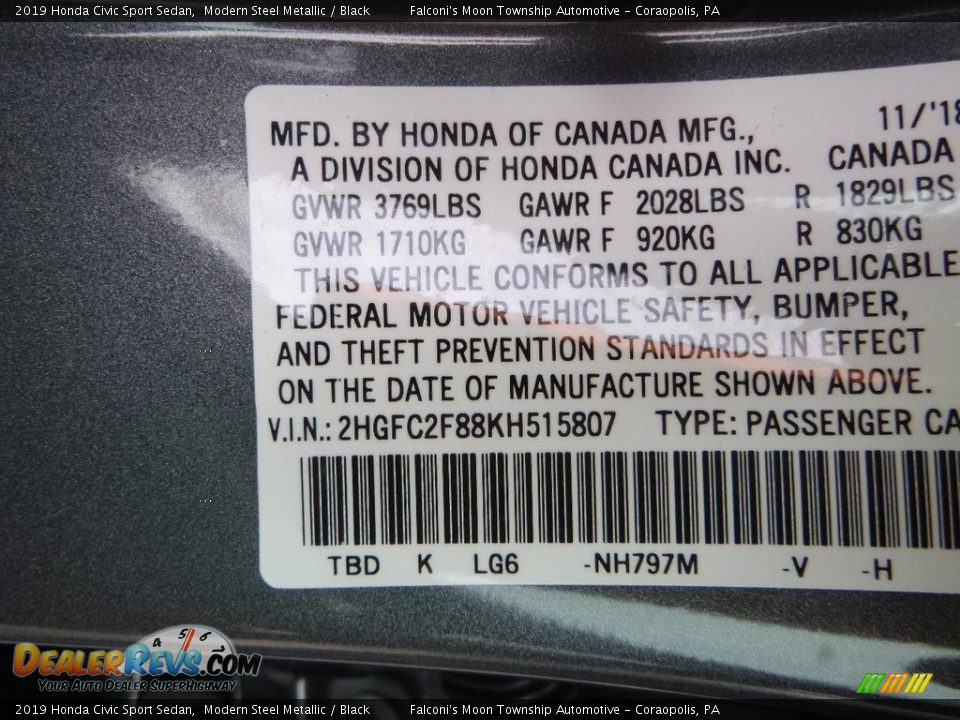 2019 Honda Civic Sport Sedan, Modern Steel Metallic / Black Falconi's Moon Township Automotive - Coraopolis, PA
11/'18
MFD. BY HONDA OF CANADA MFG.,
A DIVISION OF HONDA CANADA INC. CANADA
GVWR 3769LBS GAWR F 2028LBS R 1829LBS
GVWR 1710KG GAWR F 920KG R 830KG
THIS VEHICLE CONFORMS TO ALL APPLICABLE
FEDERAL MOTOR VEHICLE SAFETY, BUMPER,
AND THEFT PREVENTION STANDARDS IN EFFECT
ON THE DATE OF MANUFACTURE SHOWN ABOVE.
V.I.N.: 2HGFC2F88KH515807 TYPE: PASSENGER CA
TBD K LG6 -NH797M -V -H
4 5 6
DEALERREVS.COM
YOUR AUTO DEALER SUPERHIGHWAY
2019 Honda Civic Sport Sedan, Modern Steel Metallic / Black Falconi's Moon Township Automotive - Coraopolis, PA